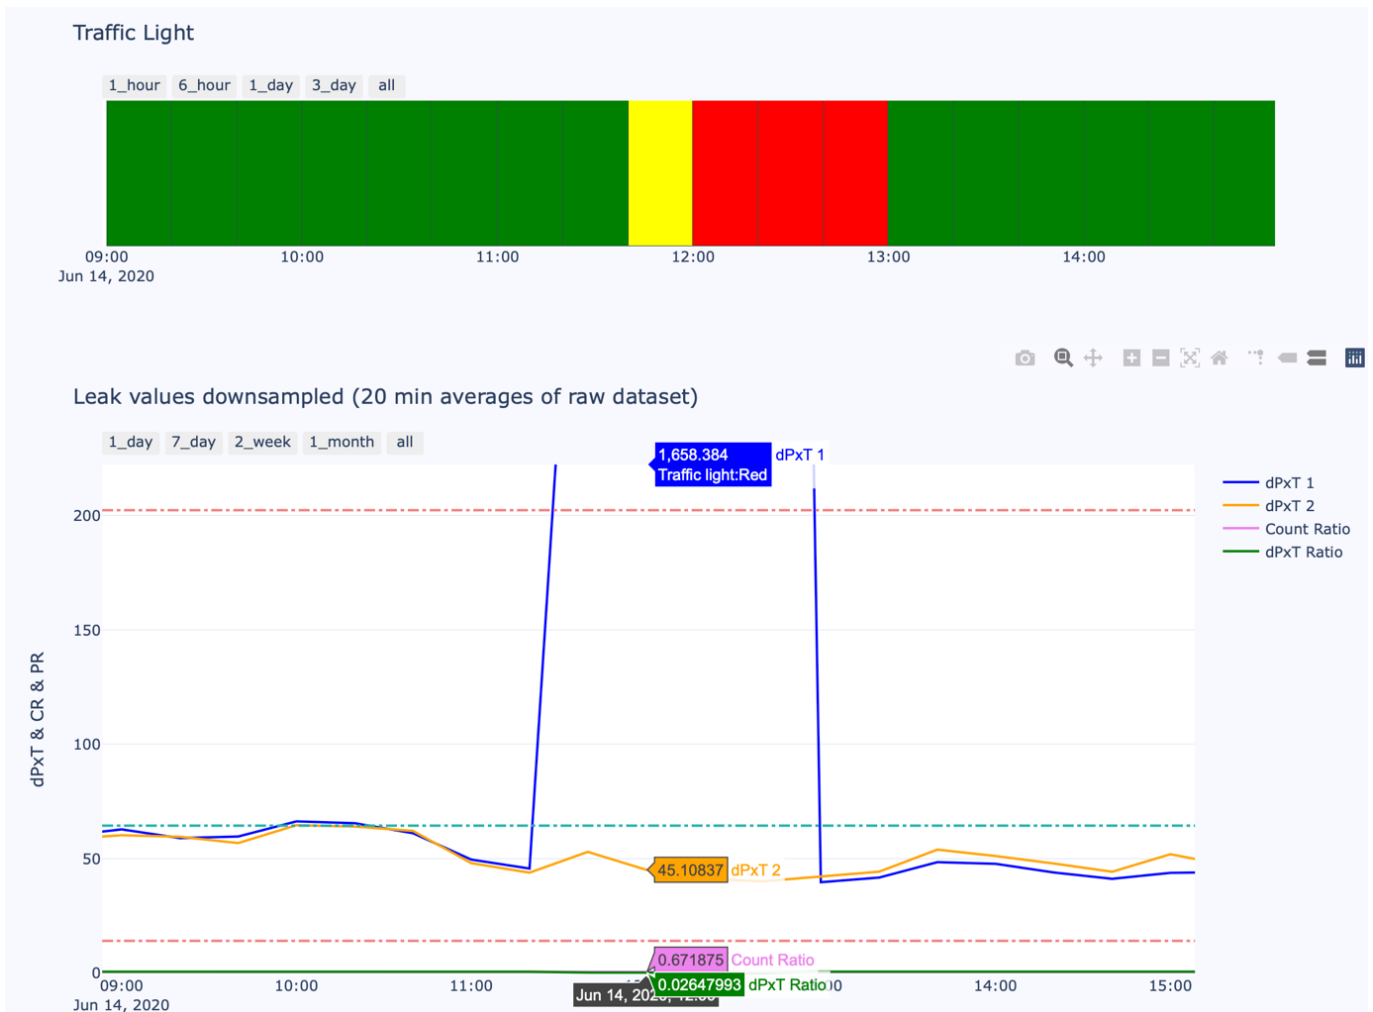 Traffic Light
1_hour 6_hour 1_day 3_day all
09:00 10:00 11:00 12:00 13:00 14:00
Jun 14, 2020
Leak values downsampled (20 min averages of raw dataset)
1_day 7_day 2_week 1_month all
1,658.384 dPxT 1
Traffic light:Red
dPxT 1
dPxT 2
Count Ratio
dPxT Ratio
200
150
100
50
0
dPxT & CR & PR
45.10837 dPxT 2
0.671875 Count Ratio
0.02647993 dPxT Ratio
09:00 10:00 11:00 14:00 15:00
Jun 14, 2020
Jun 14, 2020,